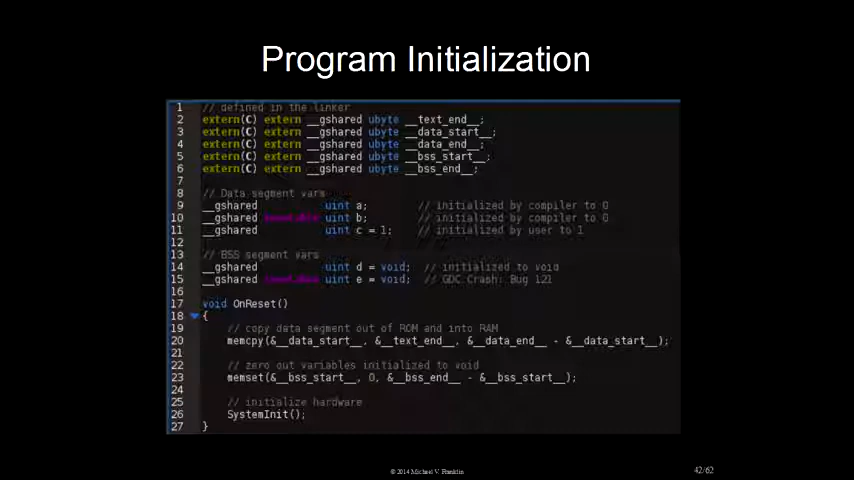 Program Initialization
1 // defined in the linker
2 extern(C) extern __gshared ubyte __text_end__;
3 extern(C) extern __gshared ubyte __data_start__;
4 extern(C) extern __gshared ubyte __data_end__;
5 extern(C) extern __gshared ubyte __bss_start__;
6 extern(C) extern __gshared ubyte __bss_end__;
7
8 // Data segment vars
9 __gshared uint a; // initialized by compiler to 0
10 __gshared uint b; // initialized by compiler to 0
11 __gshared uint c = 1; // initialized by user to 1
12
13 // BSS segment vars
14 __gshared uint d = void; // initialized to void
15 __gshared uint e = void; // GDC Crash: Bug 121
16
17 void OnReset()
18 {
19 // copy data segment out of ROM and into RAM
20 memcpy(&__data_start__, &__text_end__, &__data_end__ - &__data_start__);
21
22 // zero out variables initialized to void
23 memset(&__bss_start__, 0, &__bss_end__ - &__bss_start__);
24
25 // initialize hardware
26 SystemInit();
27 }
© 2014 Michael V. Franklin
42/62